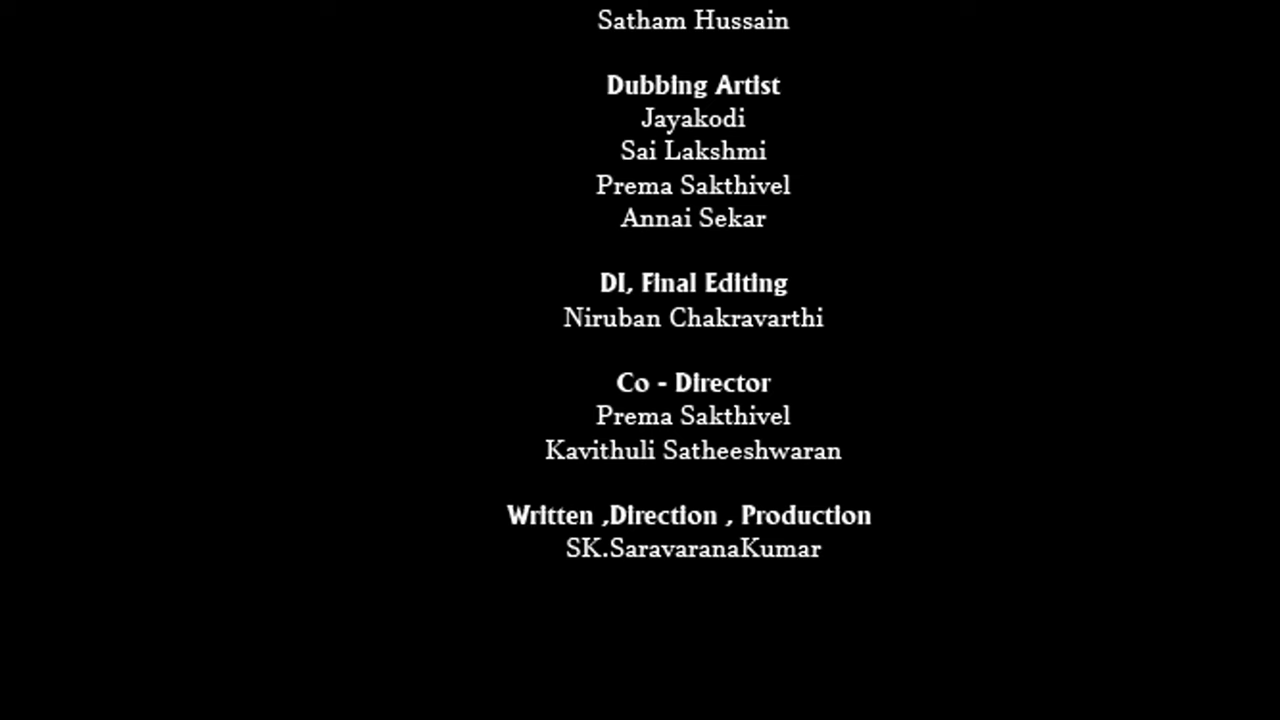 Satham Hussain
Dubbing Artist
Jayakodi
Sai Lakshmi
Prema Sakthivel
Annai Sekar
DI, Final Editing
Niruban Chakravarthi
Co - Director
Prema Sakthivel
Kavithuli Satheeshwaran
Written ,Direction , Production
SK.SaravaranaKumar